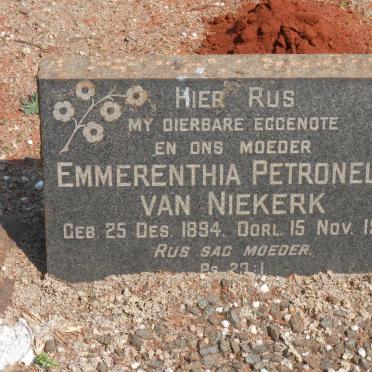 HIER RUS
MY DIERBARE EGGENOTE
EN ONS MOEDER
EMMERENTHIA PETRONEL
VAN NIEKERK
GEB. 25 DES. 1894. OORL. 15 NOV. 19
RUS SAG MOEDER.
PS. 23:1